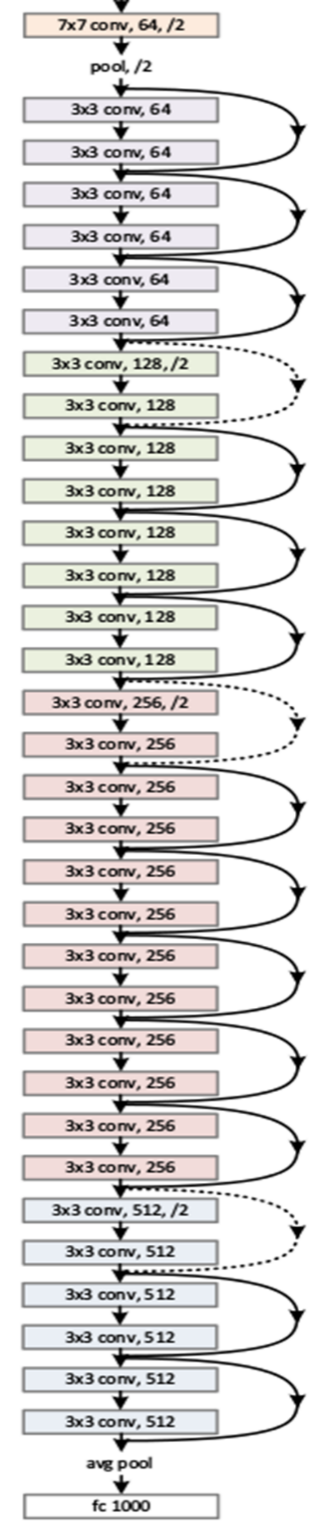 7x7 conv, 64, /2
pool, /2
3x3 conv, 64
3x3 conv, 64
3x3 conv, 64
3x3 conv, 64
3x3 conv, 64
3x3 conv, 64
3x3 conv, 128, /2
3x3 conv, 128
3x3 conv, 128
3x3 conv, 128
3x3 conv, 128
3x3 conv, 128
3x3 conv, 128
3x3 conv, 128
3x3 conv, 256, /2
3x3 conv, 256
3x3 conv, 256
3x3 conv, 256
3x3 conv, 256
3x3 conv, 256
3x3 conv, 256
3x3 conv, 256
3x3 conv, 256
3x3 conv, 256
3x3 conv, 256
3x3 conv, 256
3x3 conv, 512, /2
3x3 conv, 512
3x3 conv, 512
3x3 conv, 512
3x3 conv, 512
3x3 conv, 512
avg pool
fc 1000